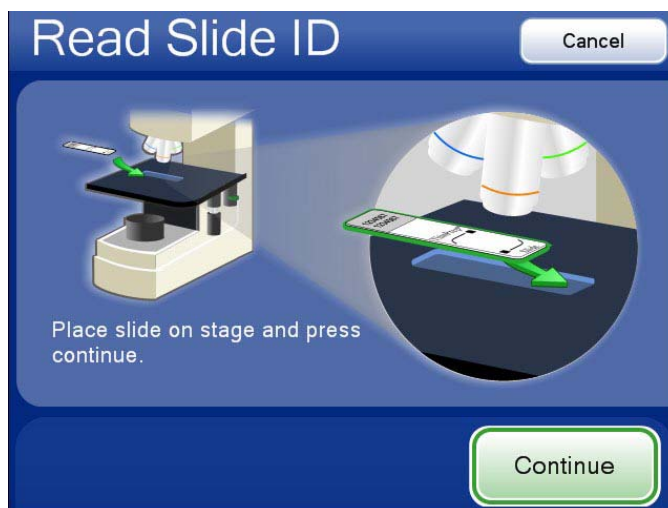 Read Slide ID
Cancel
Place slide on stage and press
continue.
Continue